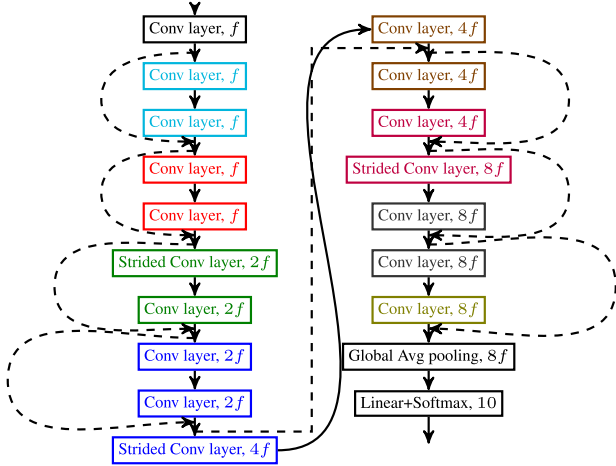 Conv layer, f
Conv layer, f
Conv layer, f
Conv layer, f
Conv layer, f
Strided Conv layer, 2f
Conv layer, 2f
Conv layer, 2f
Conv layer, 2f
Strided Conv layer, 4f
Conv layer, 4f
Conv layer, 4f
Conv layer, 4f
Strided Conv layer, 8f
Conv layer, 8f
Conv layer, 8f
Conv layer, 8f
Global Avg pooling, 8f
Linear+Softmax, 10